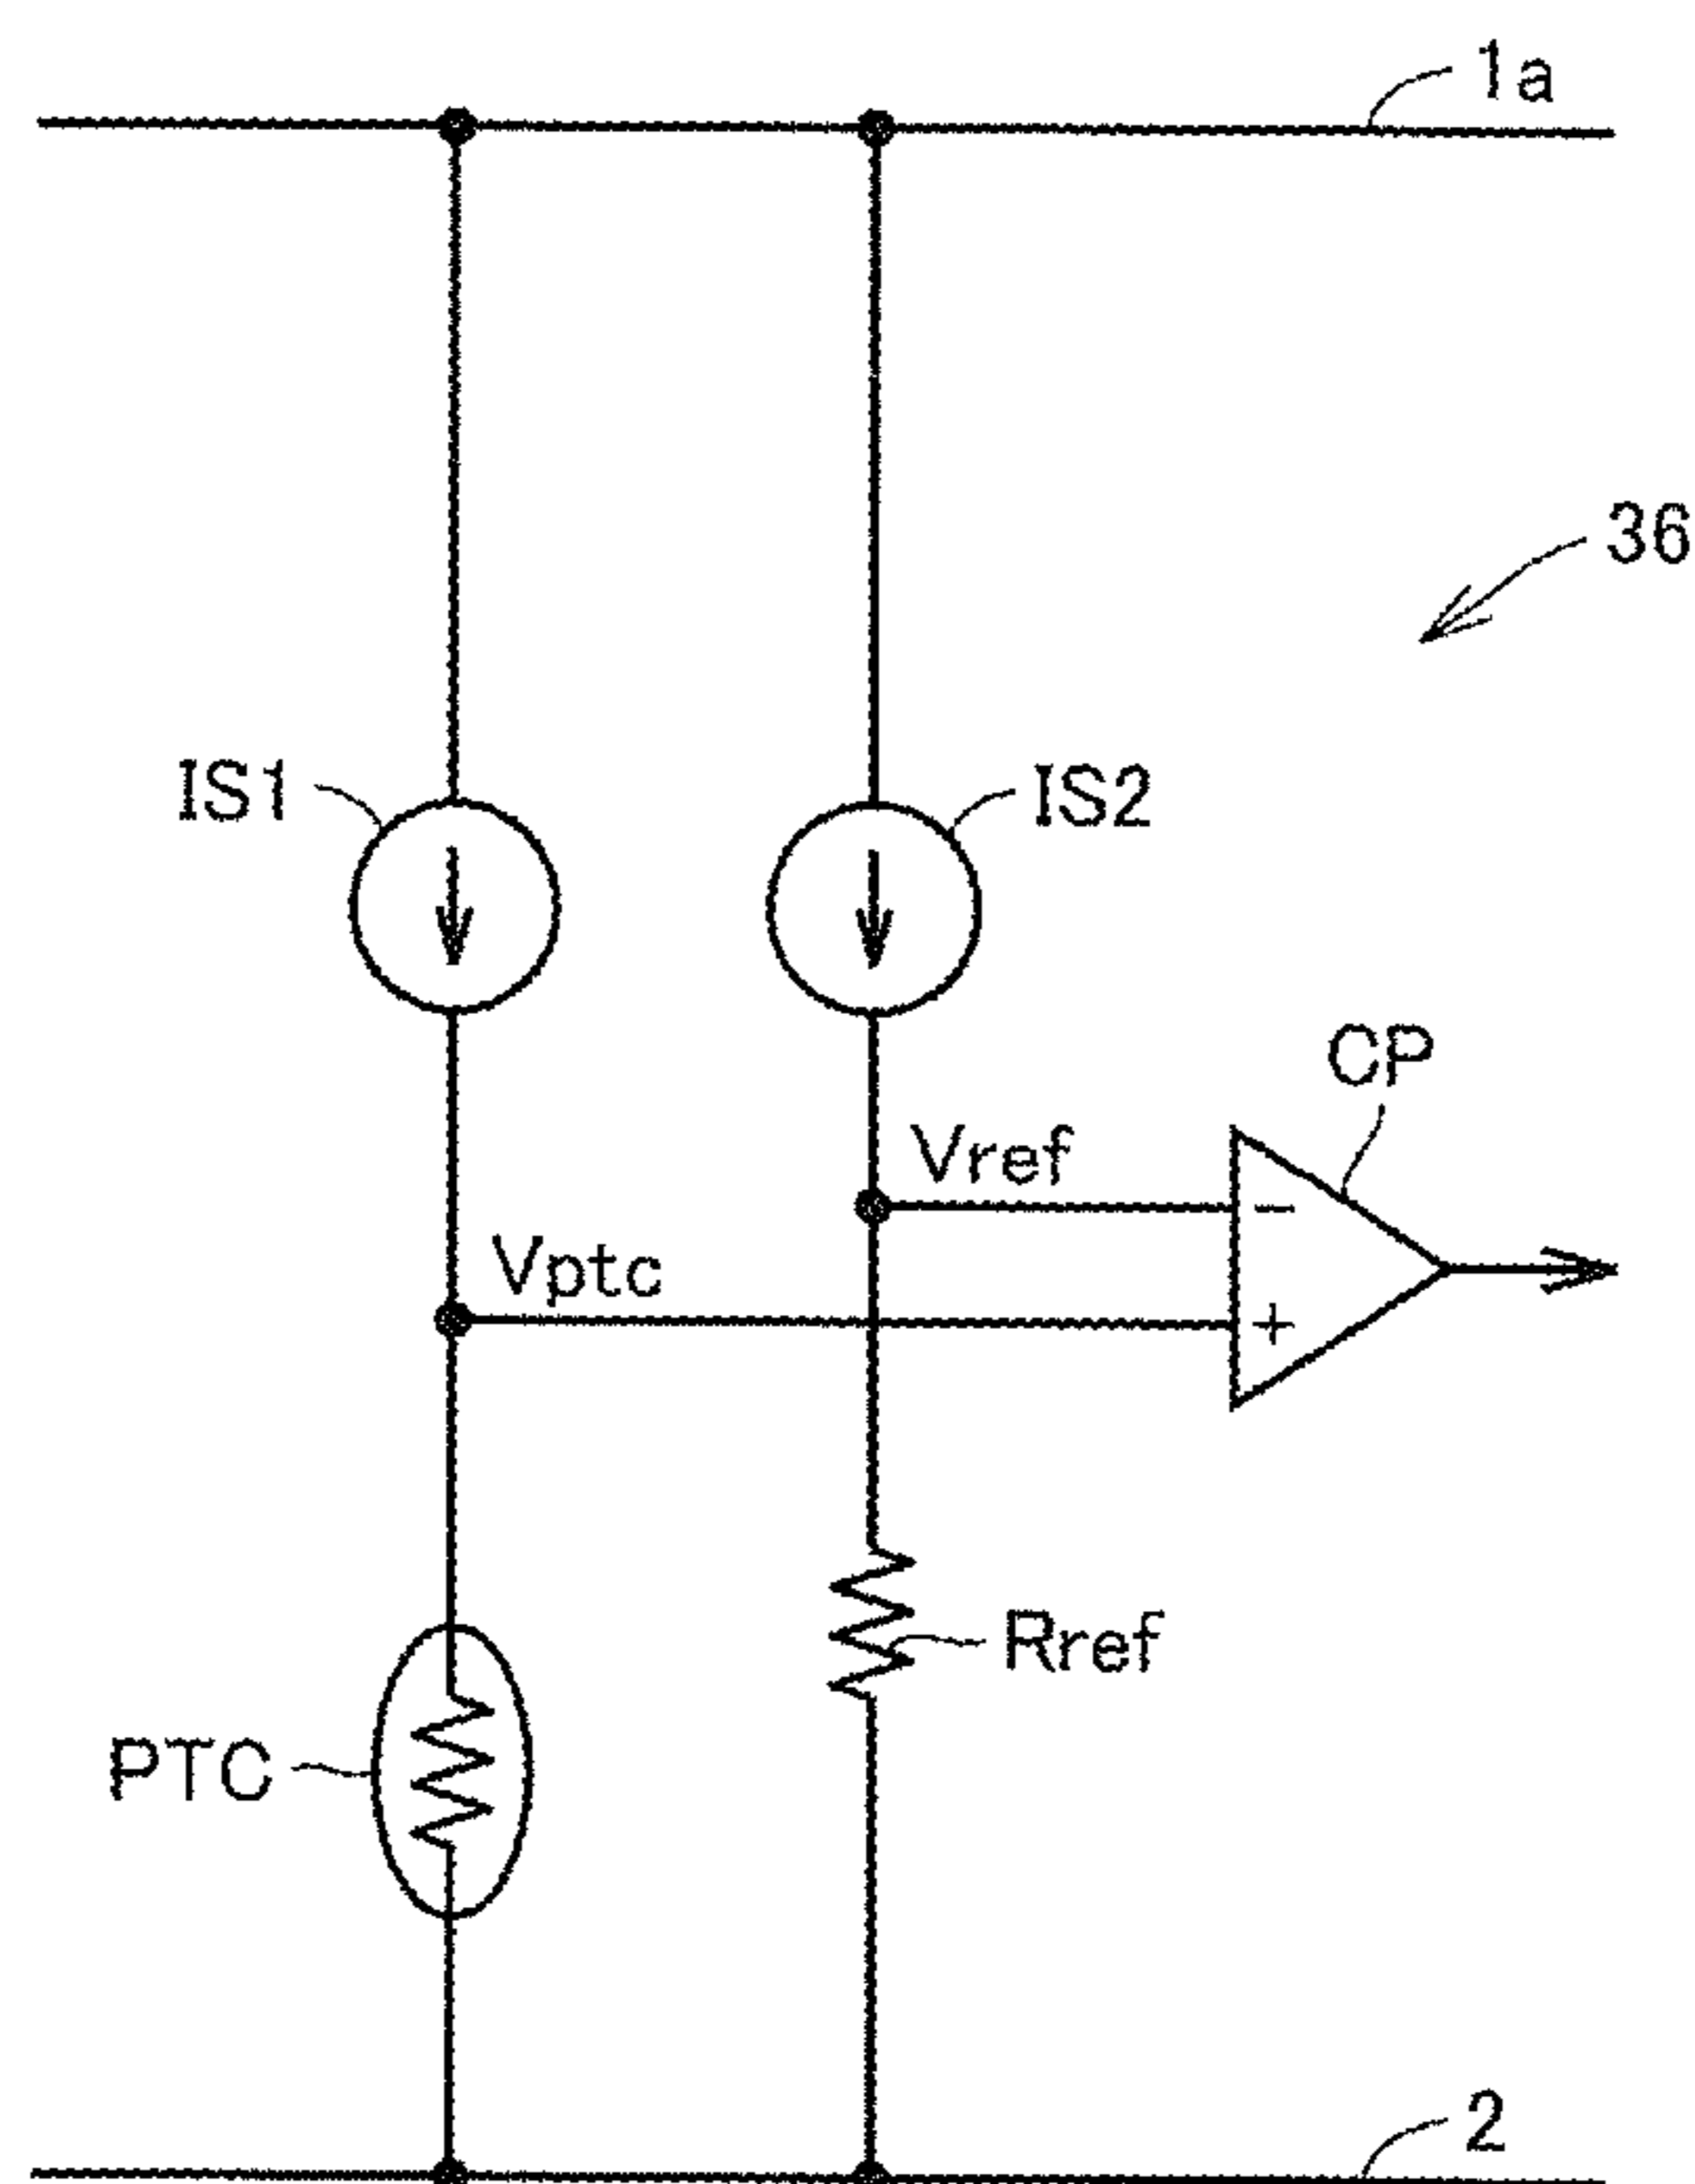 1a
36
IS1
IS2
CP
Vref
−
Vptc
+
Rref
PTC
2